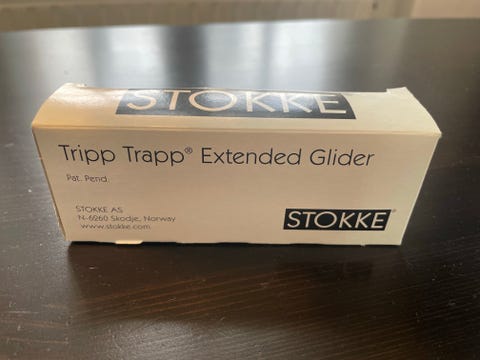 STOKKE
Tripp Trapp® Extended Glider
Pat. Pend.
STOKKE AS
N-6260 Skodje, Norway
www.stokke.com
STOKKE®